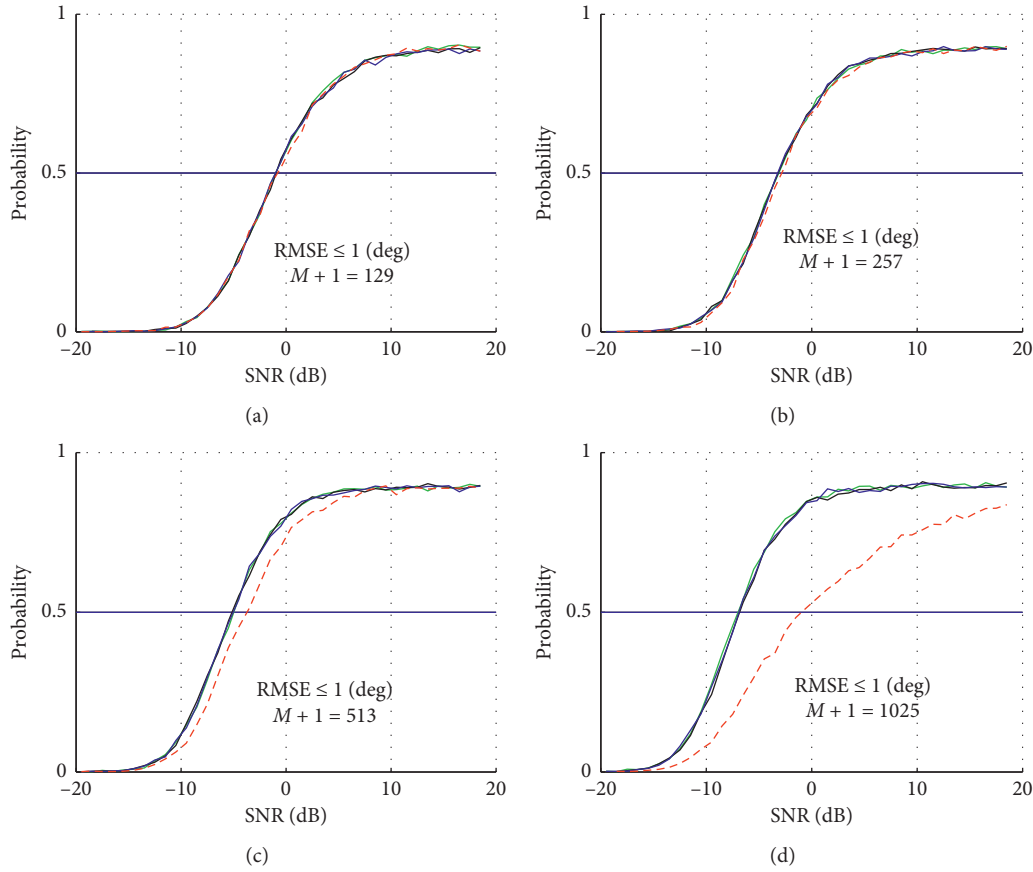 1
0.5
0
Probability
RMSE ≤ 1 (deg)
M + 1 = 129
−20 −10 0 10 20
SNR (dB)
(a)
1
0.5
0
Probability
RMSE ≤ 1 (deg)
M + 1 = 257
−20 −10 0 10 20
SNR (dB)
(b)
1
0.5
0
Probability
RMSE ≤ 1 (deg)
M + 1 = 513
−20 −10 0 10 20
SNR (dB)
(c)
1
0.5
0
Probability
RMSE ≤ 1 (deg)
M + 1 = 1025
−20 −10 0 10 20
SNR (dB)
(d)